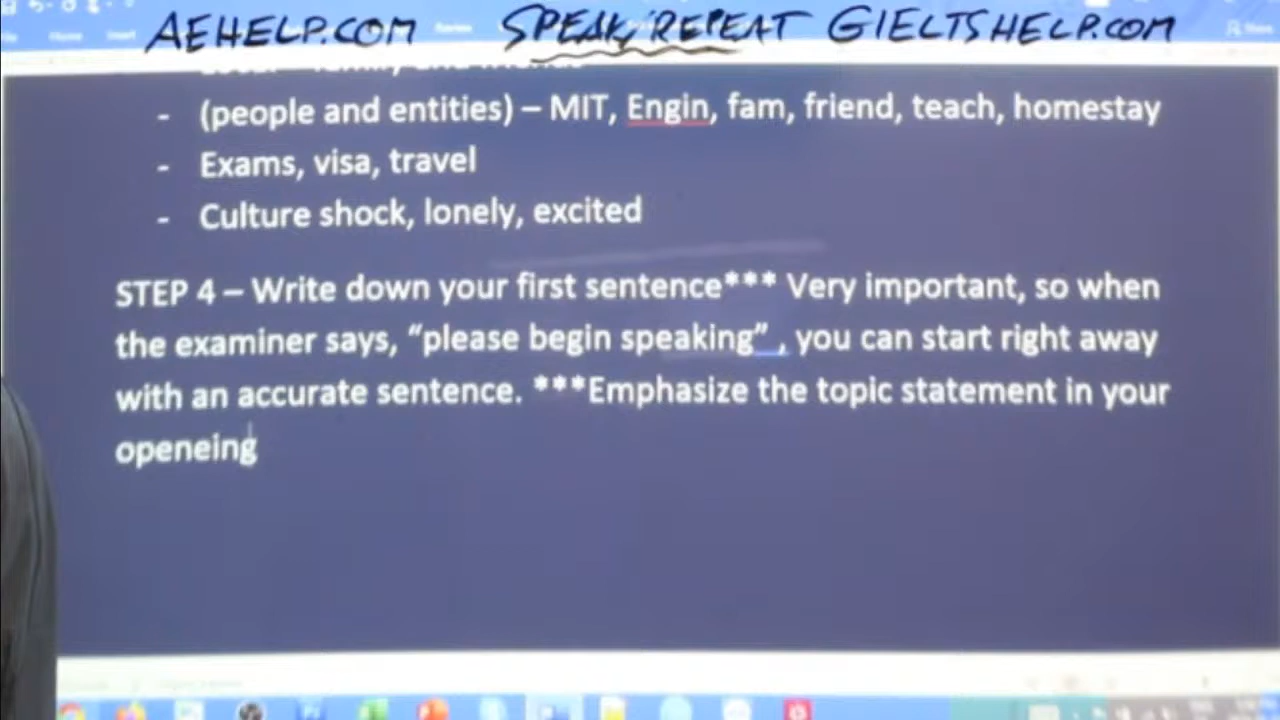 AEHELP.COM SPEAK/REPEAT GIELTSHELP.COM
- (people and entities) – MIT, Engin, fam, friend, teach, homestay
- Exams, visa, travel
- Culture shock, lonely, excited
STEP 4 – Write down your first sentence*** Very important, so when
the examiner says, “please begin speaking” , you can start right away
with an accurate sentence. ***Emphasize the topic statement in your
openeing